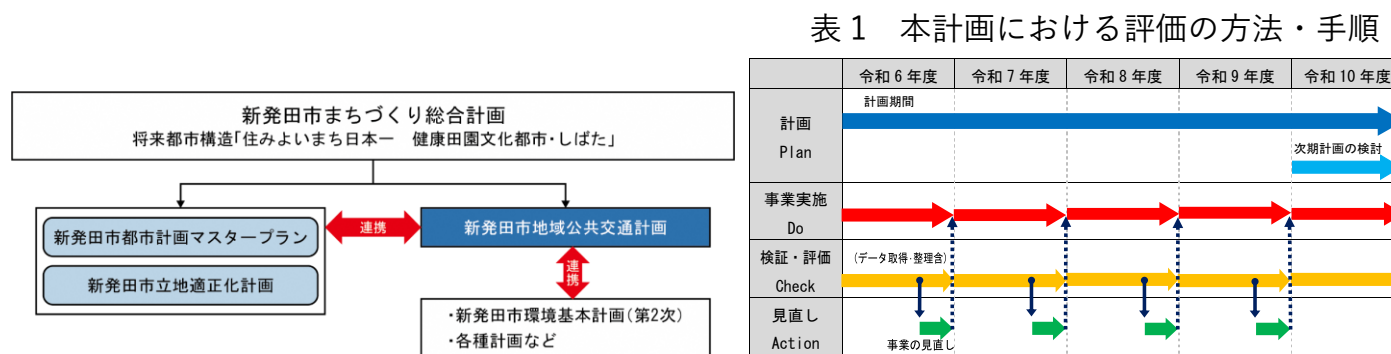 新発田市まちづくり総合計画
将来都市構造「住みよいまち日本一　健康田園文化都市・しばた」
新発田市都市計画マスタープラン
新発田市立地適正化計画
連携
新発田市地域公共交通計画
連携
・新発田市環境基本計画(第2次)
・各種計画など
表1　本計画における評価の方法・手順
令和6年度 令和7年度 令和8年度 令和9年度 令和10年度
計画
Plan
計画期間
次期計画の検討
事業実施
Do
検証・評価
Check
(データ取得・整理含)
見直し
Action
事業の見直し